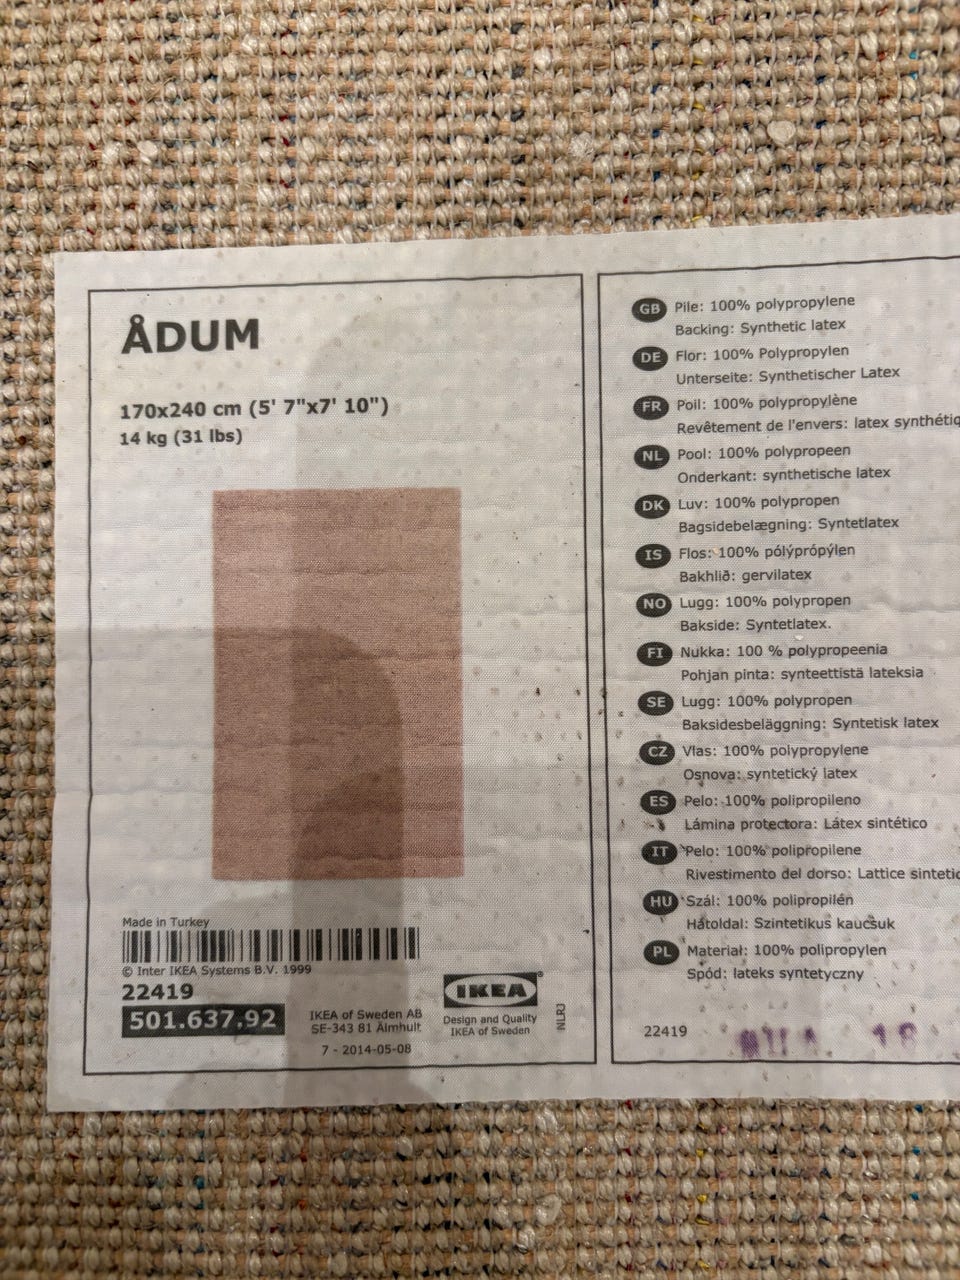 ÅDUM
170x240 cm (5' 7"x7' 10")
14 kg (31 lbs)
Made in Turkey
© Inter IKEA Systems B.V. 1999
22419
501.637.92
IKEA of Sweden AB
SE-343 81 Älmhult
7 - 2014-05-08
IKEA®
Design and Quality
IKEA of Sweden
NLRJ
GB Pile: 100% polypropylene
Backing: Synthetic latex
DE Flor: 100% Polypropylen
Unterseite: Synthetischer Latex
FR Poil: 100% polypropylène
Revêtement de l'envers: latex synthétiq
NL Pool: 100% polypropeen
Onderkant: synthetische latex
DK Luv: 100% polypropen
Bagsidebelægning: Syntetlatex
IS Flos: 100% pólýprópýlen
Bakhlið: gervilatex
NO Lugg: 100% polypropen
Bakside: Syntetlatex.
FI Nukka: 100 % polypropeenia
Pohjan pinta: synteettistä lateksia
SE Lugg: 100% polypropen
Baksidesbeläggning: Syntetisk latex
CZ Vlas: 100% polypropylene
Osnova: syntetický latex
ES Pelo: 100% polipropileno
Lámina protectora: Látex sintético
IT Pelo: 100% polipropilene
Rivestimento del dorso: Lattice sintetic
HU Szál: 100% polipropilén
Hátoldal: Szintetikus kaucsuk
PL Materiał: 100% polipropylen
Spód: lateks syntetyczny
22419